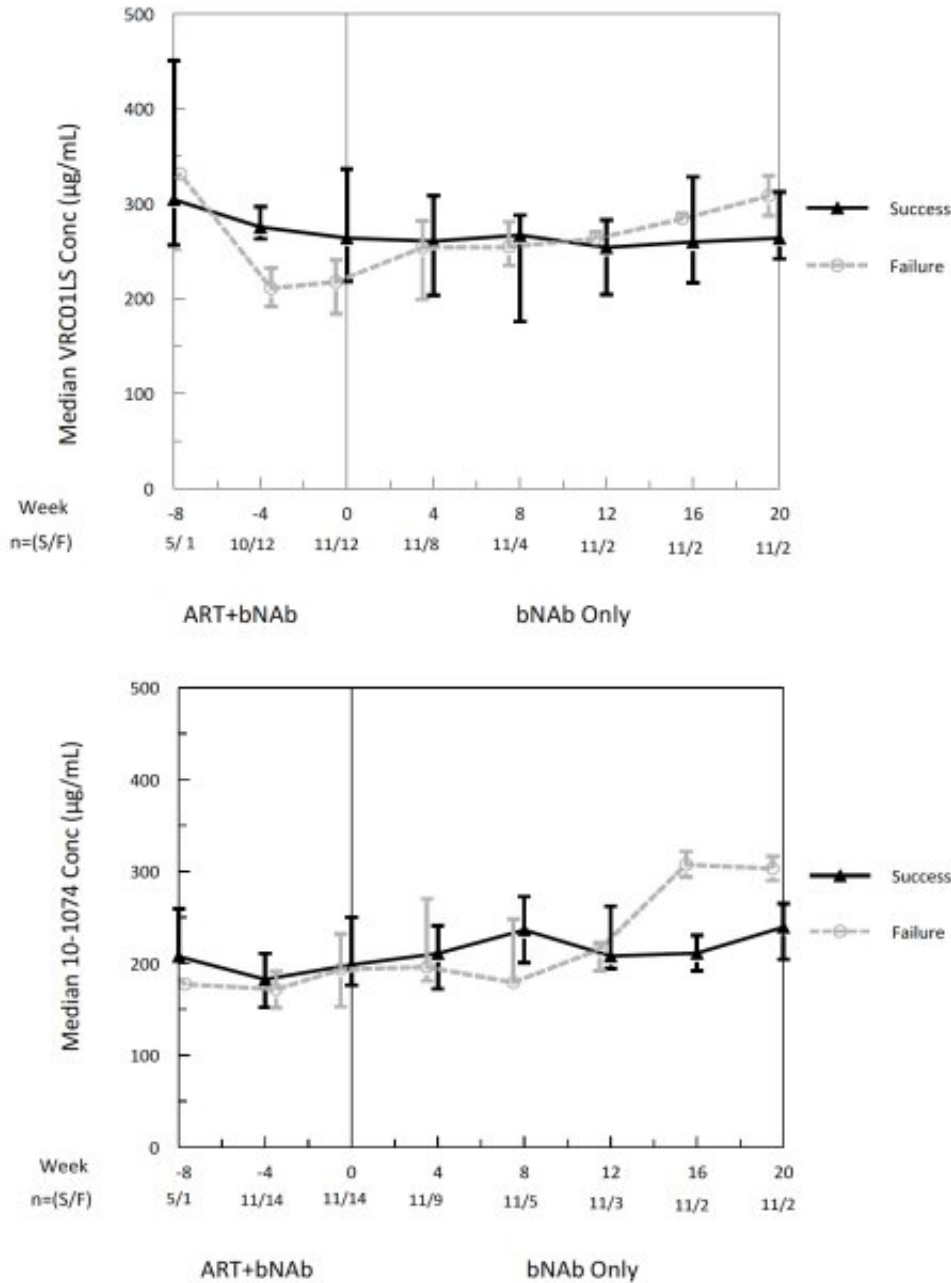 500
400
300
200
100
0
Median VRC01LS Conc (µg/mL)
Success
Failure
Week -8 -4 0 4 8 12 16 20
n=(S/F) 5/ 1 10/12 11/12 11/8 11/4 11/2 11/2 11/2
ART+bNAb bNAb Only
500
400
300
200
100
0
Median 10-1074 Conc (µg/mL)
Success
Failure
Week -8 -4 0 4 8 12 16 20
n=(S/F) 5/1 11/14 11/14 11/9 11/5 11/3 11/2 11/2
ART+bNAb bNAb Only